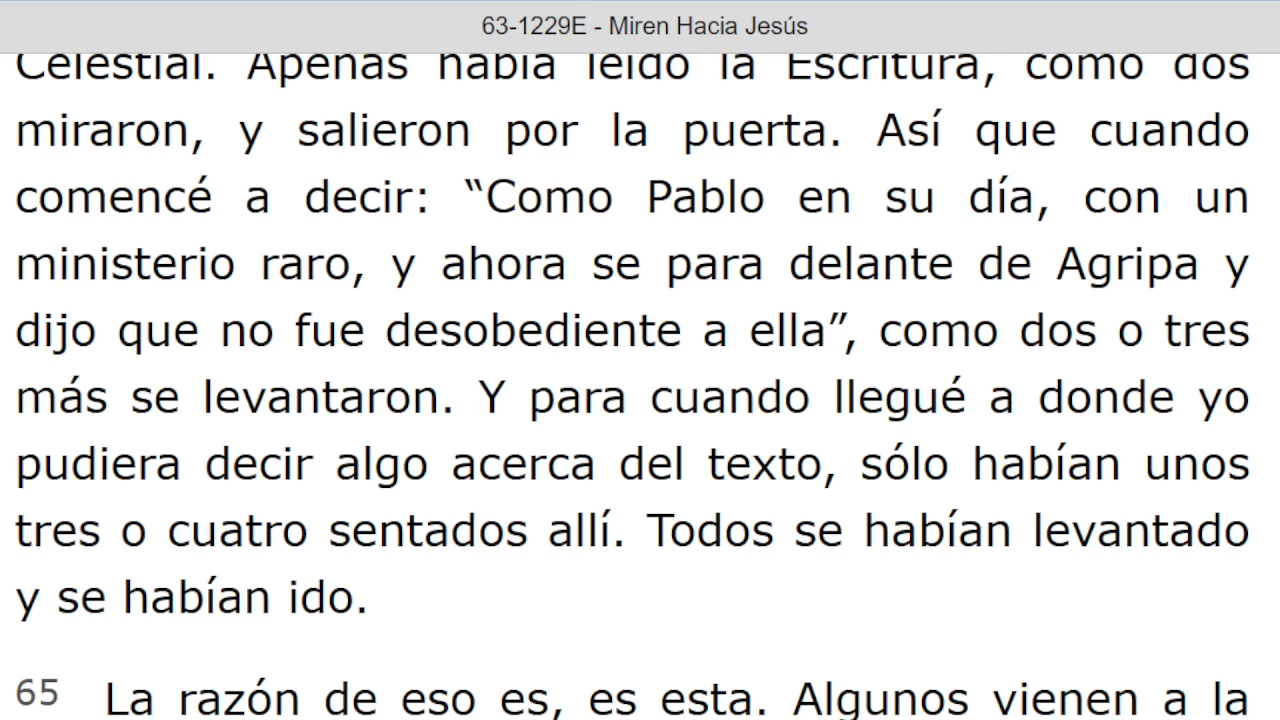 63-1229E - Miren Hacia Jesús
Celestial. Apenas había leído la Escritura, como dos
miraron, y salieron por la puerta. Así que cuando
comencé a decir: “Como Pablo en su día, con un
ministerio raro, y ahora se para delante de Agripa y
dijo que no fue desobediente a ella”, como dos o tres
más se levantaron. Y para cuando llegué a donde yo
pudiera decir algo acerca del texto, sólo habían unos
tres o cuatro sentados allí. Todos se habían levantado
y se habían ido.
65 La razón de eso es, es esta. Algunos vienen a la